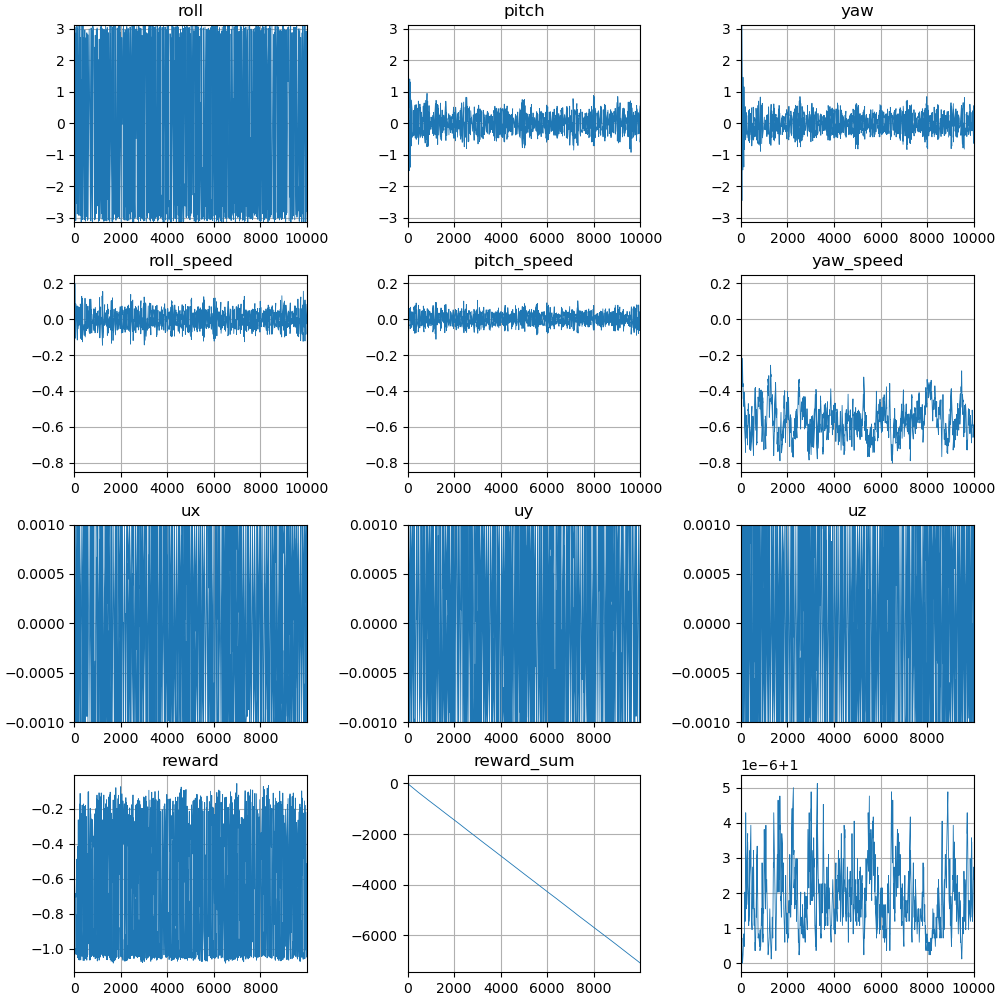 roll pitch yaw
3 3 3
2 2 2
1 1 1
0 0 0
−1 −1 −1
−2 −2 −2
−3 −3 −3
0 2000 4000 6000 8000 10000 0 2000 4000 6000 8000 10000 0 2000 4000 6000 8000 10000
roll_speed pitch_speed yaw_speed
0.2 0.2 0.2
0.0 0.0 0.0
−0.2 −0.2 −0.2
−0.4 −0.4 −0.4
−0.6 −0.6 −0.6
−0.8 −0.8 −0.8
0 2000 4000 6000 8000 10000 0 2000 4000 6000 8000 10000 0 2000 4000 6000 8000 10000
ux uy uz
0.0010 0.0010 0.0010
0.0005 0.0005 0.0005
0.0000 0.0000 0.0000
−0.0005 −0.0005 −0.0005
−0.0010 −0.0010 −0.0010
0 2000 4000 6000 8000 0 2000 4000 6000 8000 0 2000 4000 6000 8000
reward reward_sum 1e−6+1
−0.2 0 5
−0.4 −2000 4
−0.6 −4000 3
−0.8 −6000 2
−1.0 1
0
0 2000 4000 6000 8000 0 2000 4000 6000 8000 0 2000 4000 6000 8000 10000